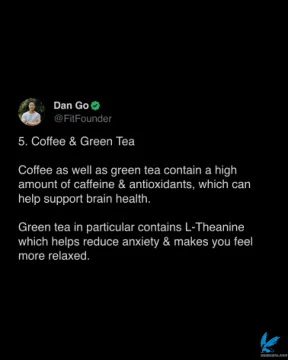 Dan Go
@FitFounder
5. Coffee & Green Tea
Coffee as well as green tea contain a high
amount of caffeine & antioxidants, which can
help support brain health.
Green tea in particular contains L-Theanine
which helps reduce anxiety & makes you feel
more relaxed.